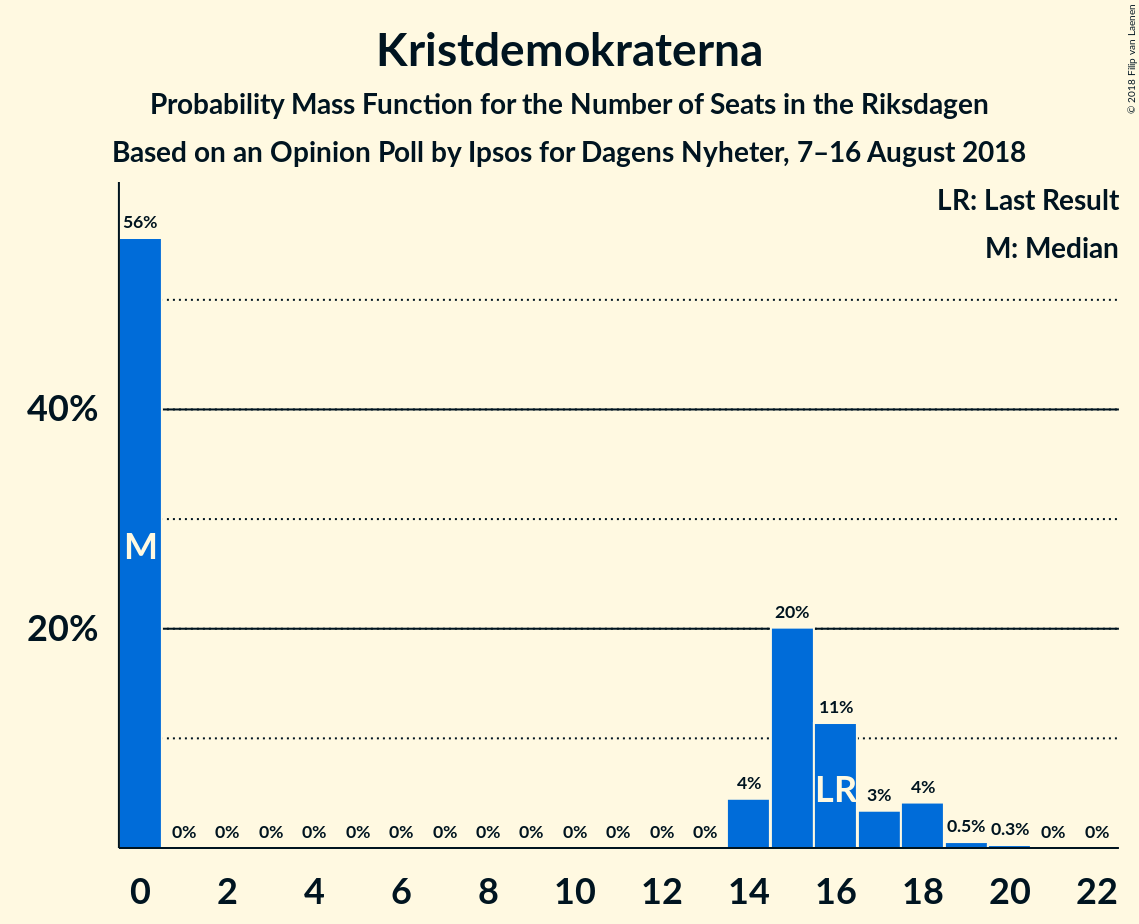 Kristdemokraterna
Probability Mass Function for the Number of Seats in the Riksdagen
Based on an Opinion Poll by Ipsos for Dagens Nyheter, 7–16 August 2018
© 2018 Filip van Laenen
LR: Last Result
M: Median
56%
40%
M
20%
20%
11%
4%
LR
3%
4%
0% 0% 0% 0% 0% 0% 0% 0% 0% 0% 0% 0% 0% 0.5% 0.3% 0% 0%
0 2 4 6 8 10 12 14 16 18 20 22